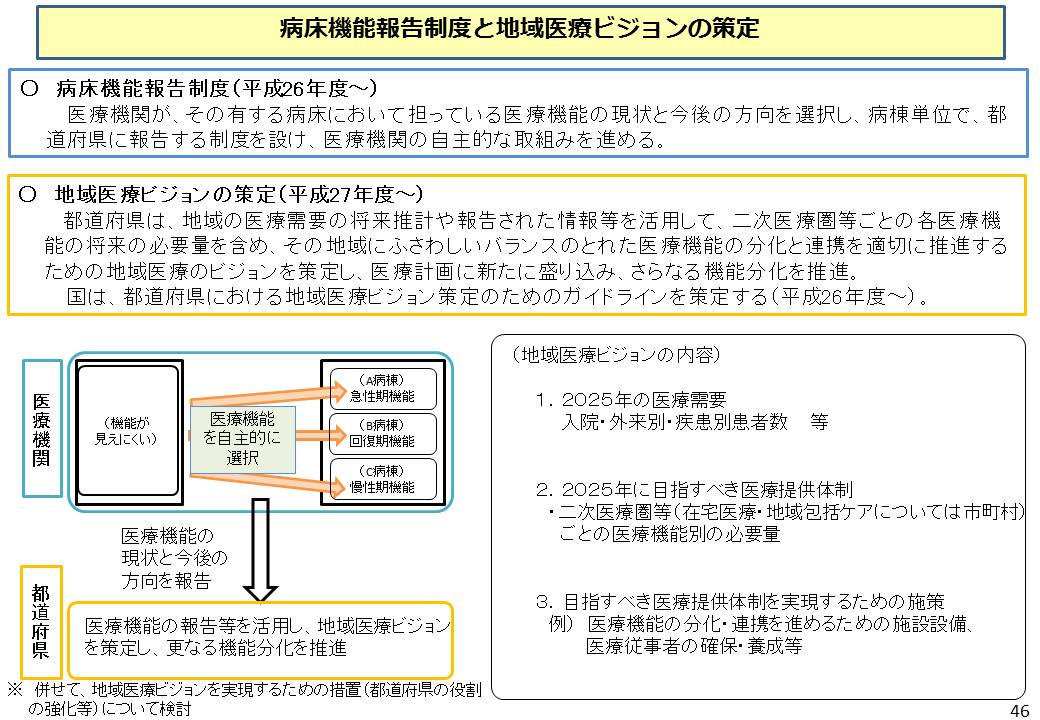 病床機能報告制度と地域医療ビジョンの策定
○ 病床機能報告制度（平成26年度～）
医療機関が、その有する病床において担っている医療機能の現状と今後の方向を選択し、病棟単位で、都
道府県に報告する制度を設け、医療機関の自主的な取組みを進める。
○ 地域医療ビジョンの策定（平成27年度～）
都道府県は、地域の医療需要の将来推計や報告された情報等を活用して、二次医療圏等ごとの各医療機
能の将来の必要量を含め、その地域にふさわしいバランスのとれた医療機能の分化と連携を適切に推進する
ための地域医療のビジョンを策定し、医療計画に新たに盛り込み、さらなる機能分化を推進。
国は、都道府県における地域医療ビジョン策定のためのガイドラインを策定する（平成26年度～）。
医療機関
（機能が
見えにくい）
医療機能
を自主的に
選択
（A病棟）
急性期機能
（B病棟）
回復期機能
（C病棟）
慢性期機能
医療機能の
現状と今後の
方向を報告
都道府県
医療機能の報告等を活用し、地域医療ビジョン
を策定し、更なる機能分化を推進
※ 併せて、地域医療ビジョンを実現するための措置（都道府県の役割
の強化等）について検討
（地域医療ビジョンの内容）
１．２０２５年の医療需要
入院・外来別・疾患別患者数 等
２．２０２５年に目指すべき医療提供体制
・二次医療圏等（在宅医療・地域包括ケアについては市町村）
ごとの医療機能別の必要量
３．目指すべき医療提供体制を実現するための施策
例） 医療機能の分化・連携を進めるための施設設備、
医療従事者の確保・養成等
46